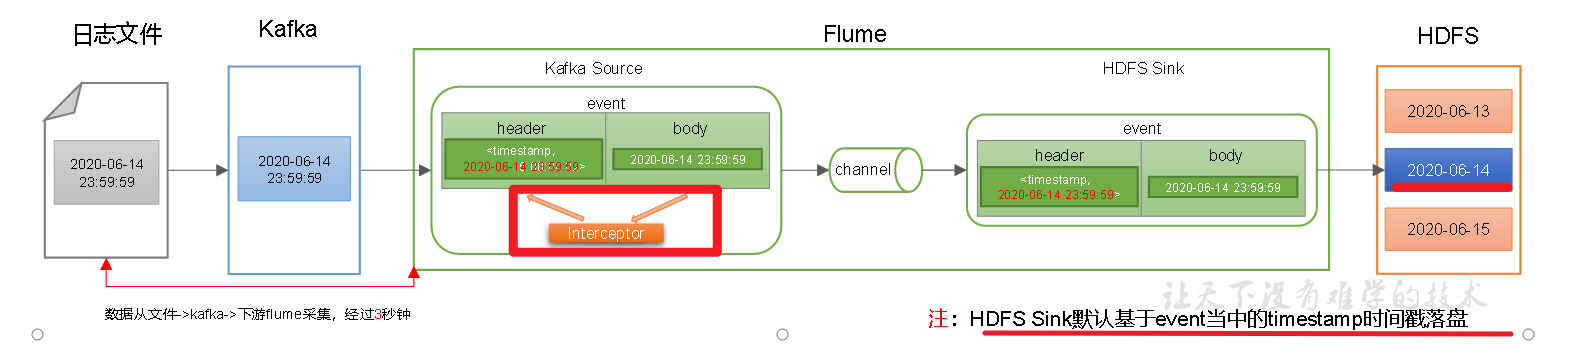 日志文件
Kafka
Flume
HDFS
Kafka Source
HDFS Sink
2020-06-14
23:59:59
2020-06-14
23:59:59
event
header
body
<timestamp,
2020-06-14 23:59:59>
2020-06-14 23:59:59
Interceptor
channel
event
header
body
<timestamp,
2020-06-14 23:59:59>
2020-06-14 23:59:59
2020-06-13
2020-06-14
2020-06-15
数据从文件->kafka->下游flume采集，经过3秒钟
让天下没有难学的技术
注：HDFS Sink默认基于event当中的timestamp时间戳落盘